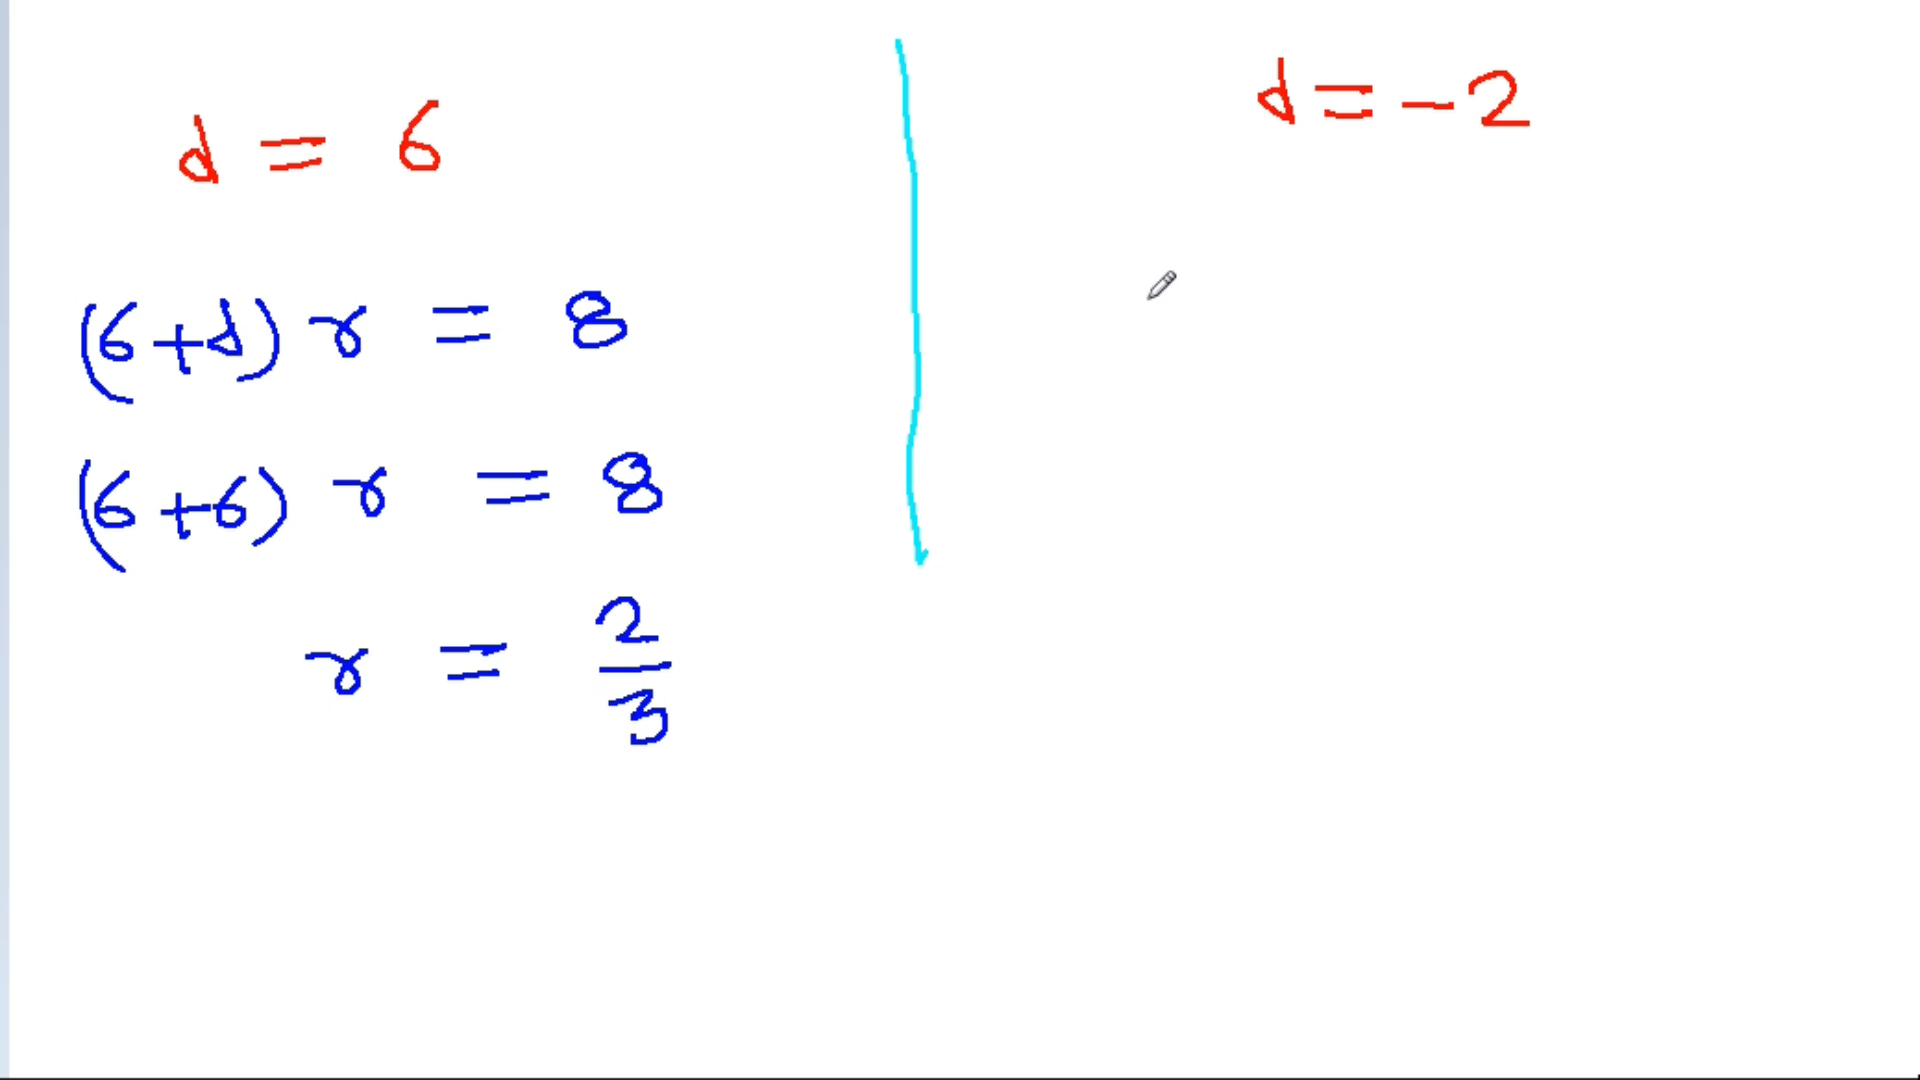 d = 6
(6+d) r = 8
(6+6) r = 8
r = 2/3
d = -2